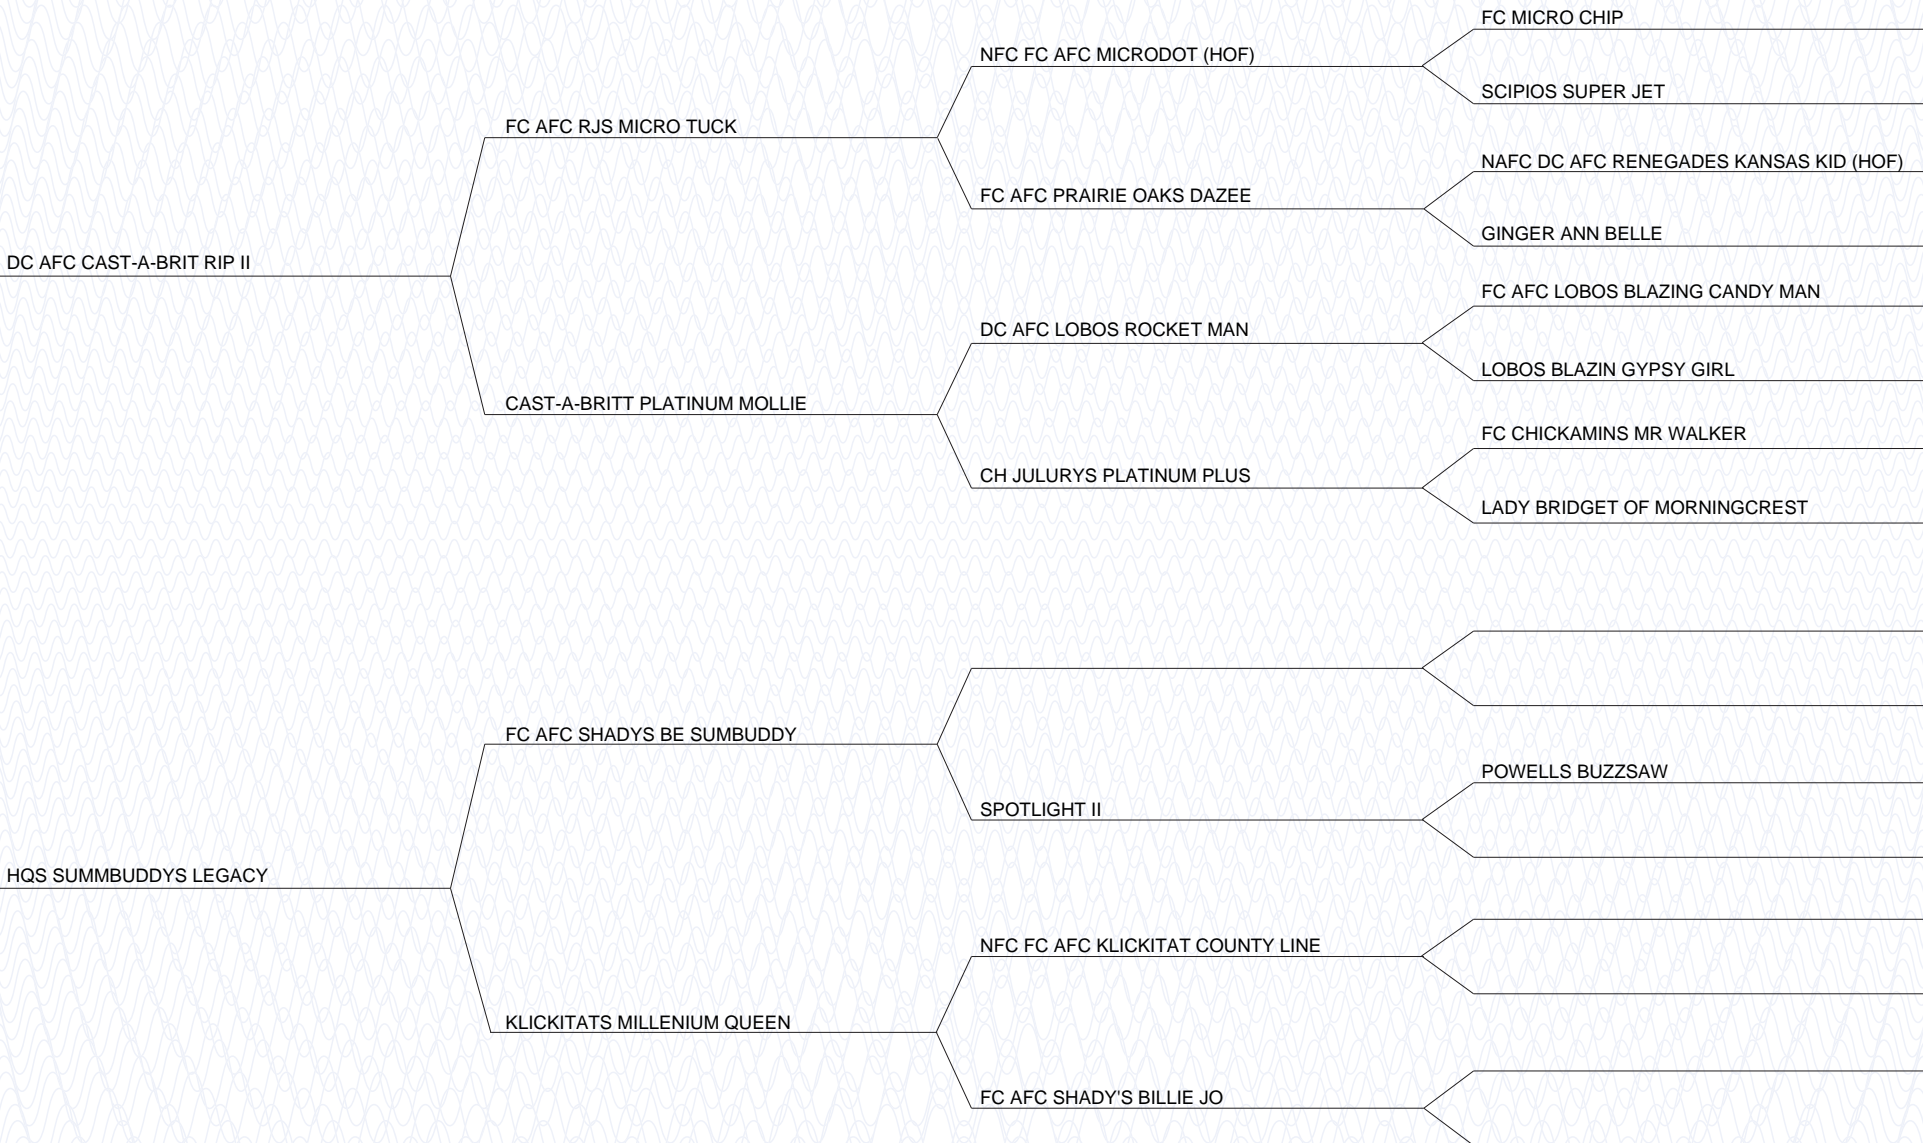 FC MICRO CHIP
NFC FC AFC MICRODOT (HOF)
SCIPIOS SUPER JET
FC AFC RJS MICRO TUCK
NAFC DC AFC RENEGADES KANSAS KID (HOF)
FC AFC PRAIRIE OAKS DAZEE
GINGER ANN BELLE
DC AFC CAST-A-BRIT RIP II
FC AFC LOBOS BLAZING CANDY MAN
DC AFC LOBOS ROCKET MAN
LOBOS BLAZIN GYPSY GIRL
CAST-A-BRITT PLATINUM MOLLIE
FC CHICKAMINS MR WALKER
CH JULURYS PLATINUM PLUS
LADY BRIDGET OF MORNINGCREST
FC AFC SHADYS BE SUMBUDDY
POWELLS BUZZSAW
SPOTLIGHT II
HQS SUMMBUDDYS LEGACY
NFC FC AFC KLICKITAT COUNTY LINE
KLICKITATS MILLENIUM QUEEN
FC AFC SHADY'S BILLIE JO